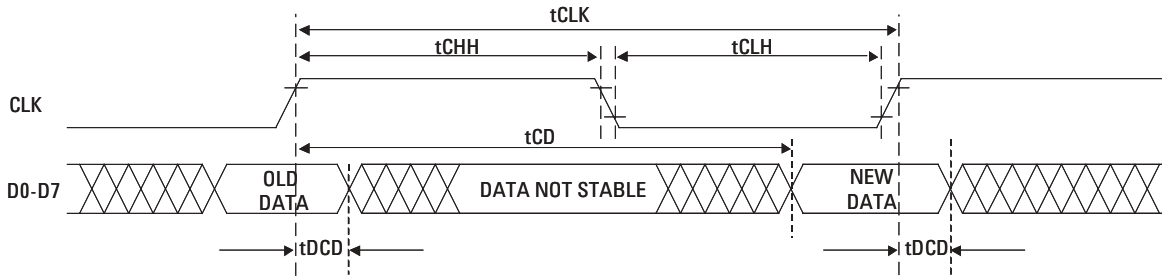 tCLK
tCHH
tCLH
CLK
tCD
D0-D7
OLD
DATA
DATA NOT STABLE
NEW
DATA
tDCD
tDCD